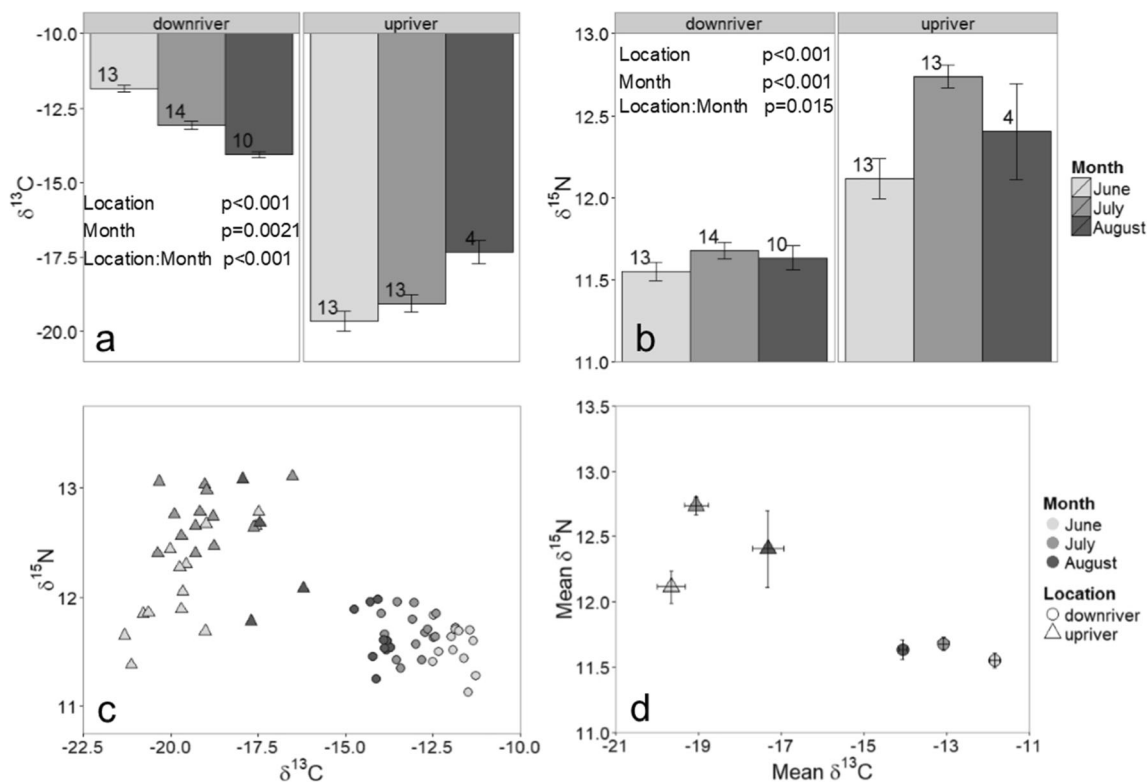 downriver upriver
-10.0
-12.5
-15.0
-17.5
-20.0
δ13C
13
14
10
13
13
4
Location p<0.001
Month p=0.0021
Location:Month p<0.001
a
downriver upriver
13.0
12.5
12.0
11.5
11.0
δ15N
Location p<0.001
Month p<0.001
Location:Month p=0.015
13
14
10
13
13
4
b
Month
June
July
August
13
12
11
δ15N
c
-22.5 -20.0 -17.5 -15.0 -12.5 -10.0
δ13C
13.5
13.0
12.5
12.0
11.5
11.0
Mean δ15N
d
-21 -19 -17 -15 -13 -11
Mean δ13C
Month
June
July
August
Location
downriver
upriver